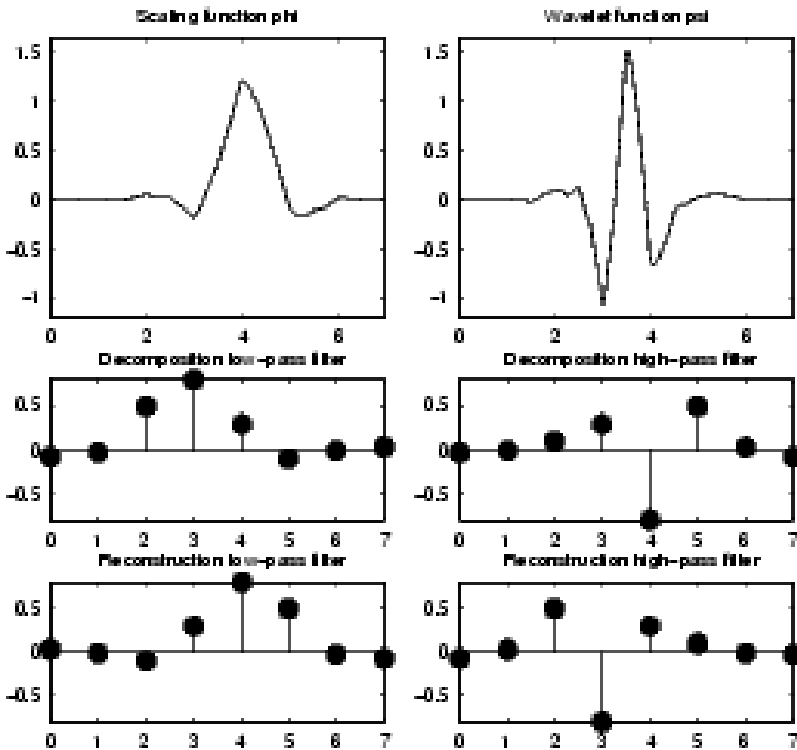 Scaling function phi
Wavelet function psi
1.5
1
0.5
0
−0.5
−1
0 2 4 6
1.5
1
0.5
0
−0.5
−1
0 2 4 6
Decomposition low−pass filter
Decomposition high−pass filter
0.5
0
−0.5
0 1 2 3 4 5 6 7
0.5
0
−0.5
0 1 2 3 4 5 6 7
Reconstruction low−pass filter
Reconstruction high−pass filter
0.5
0
−0.5
0 1 2 3 4 5 6 7
0.5
0
−0.5
0 1 2 3 4 5 6 7